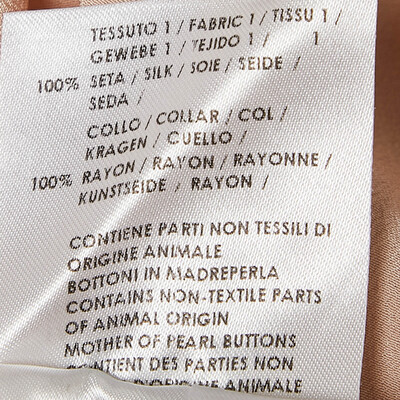 TESSUTO 1 / FABRIC 1 / TISSU 1 /
GEWEBE 1 / TEJIDO 1 / 1
100% SETA / SILK / SOIE / SEIDE /
SEDA /
COLLO / COLLAR / COL /
KRAGEN / CUELLO /
100% RAYON / RAYON / RAYONNE /
KUNSTSEIDE / RAYON /
CONTIENE PARTI NON TESSILI DI
ORIGINE ANIMALE
BOTTONI IN MADREPERLA
CONTAINS NON-TEXTILE PARTS
OF ANIMAL ORIGIN
MOTHER OF PEARL BUTTONS
CONTIENT DES PARTIES NON
D'ORIGINE ANIMALE